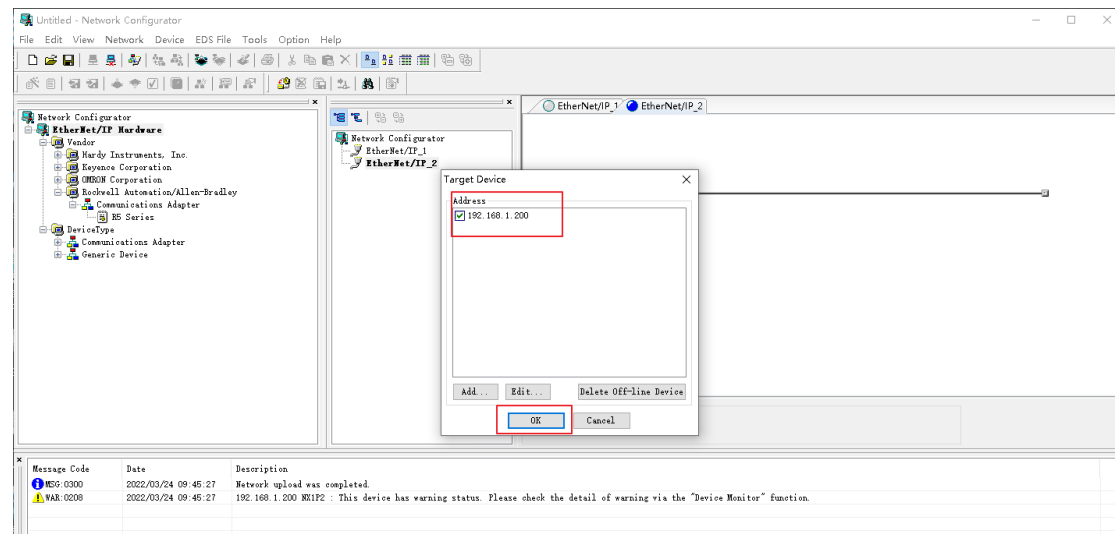 Untitled - Network Configurator
File Edit View Network Device EDS File Tools Option Help
Network Configurator
EtherNet/IP Hardware
Vendor
Hardy Instruments, Inc.
Keyence Corporation
OMRON Corporation
Rockwell Automation/Allen-Bradley
Communications Adapter
R5 Series
DeviceType
Communications Adapter
Generic Device
Network Configurator
EtherNet/IP_1
EtherNet/IP_2
EtherNet/IP_1 EtherNet/IP_2
Target Device
Address
192.168.1.200
Add... Edit... Delete Off-line Device
OK Cancel
Message Code Date Description
MSG:0300 2022/03/24 09:45:27 Network upload was completed.
WAR:0208 2022/03/24 09:45:27 192.168.1.200 NX1P2 : This device has warning status. Please check the detail of warning via the "Device Monitor" function.